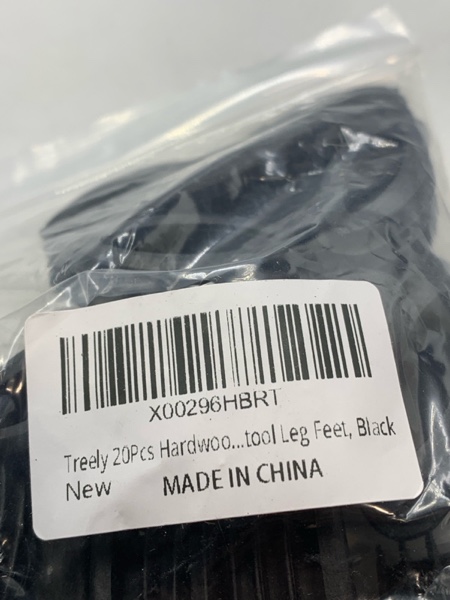 X00296HBRT
Treely 20Pcs Hardwoo...tool Leg Feet, Black
New MADE IN CHINA